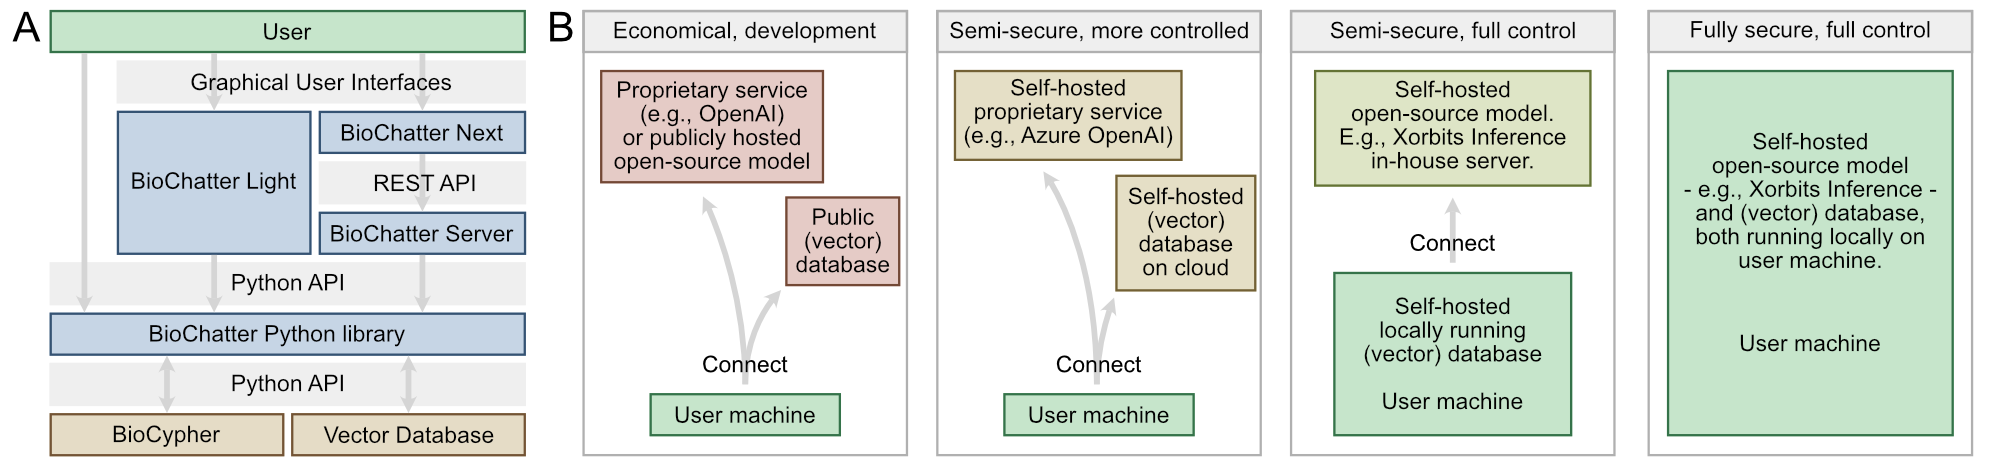 A
User
Graphical User Interfaces
BioChatter Light
BioChatter Next
REST API
BioChatter Server
Python API
BioChatter Python library
Python API
BioCypher
Vector Database
B
Economical, development
Proprietary service
(e.g., OpenAI)
or publicly hosted
open-source model
Public
(vector)
database
Connect
User machine
Semi-secure, more controlled
Self-hosted
proprietary service
(e.g., Azure OpenAI)
Self-hosted
(vector)
database
on cloud
Connect
User machine
Semi-secure, full control
Self-hosted
open-source model.
E.g., Xorbits Inference
in-house server.
Connect
Self-hosted
locally running
(vector) database
User machine
Fully secure, full control
Self-hosted
open-source model
- e.g., Xorbits Inference -
and (vector) database,
both running locally on
user machine.
User machine